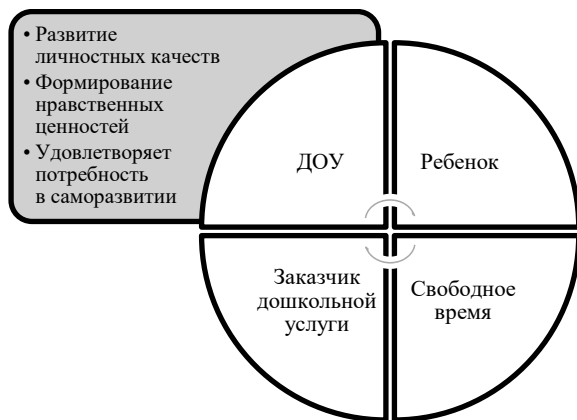 • Развитие
личностных качеств
• Формирование
нравственных
ценностей
• Удовлетворяет
потребность
в саморазвитии
ДОУ
Ребенок
Заказчик
дошкольной
услуги
Свободное
время